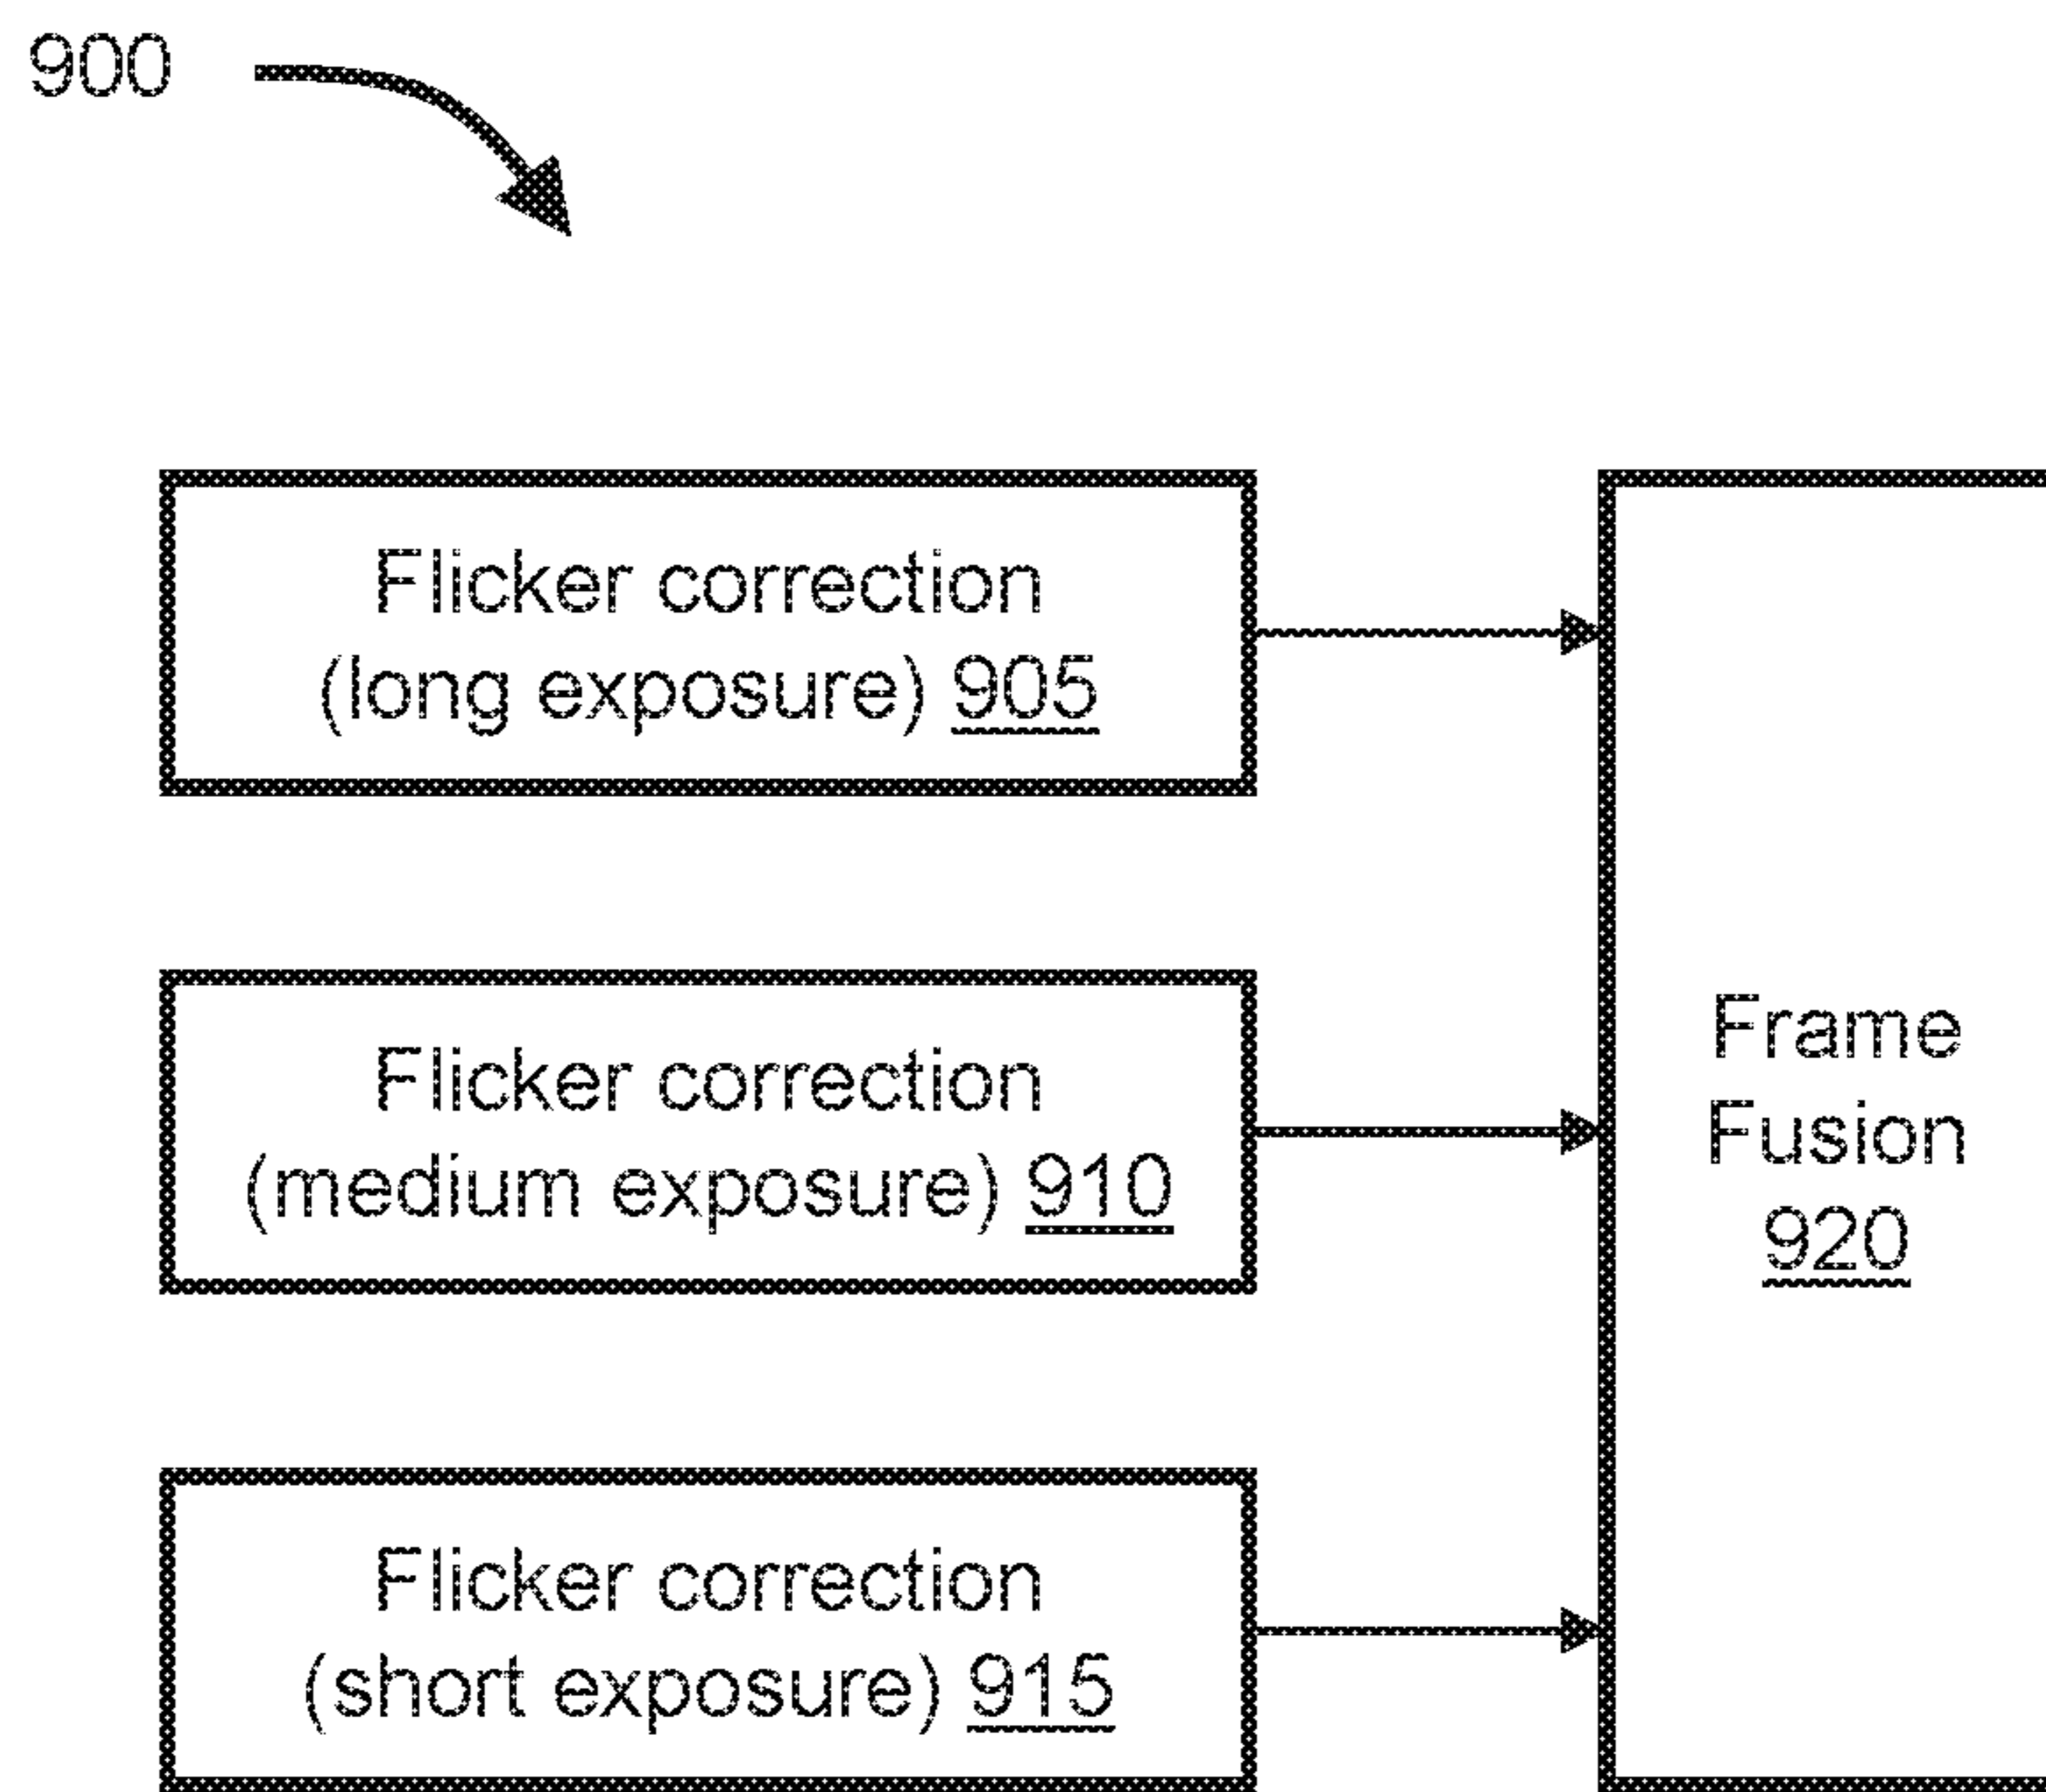 900
Flicker correction
(long exposure) 905
Flicker correction
(medium exposure) 910
Flicker correction
(short exposure) 915
Frame
Fusion
920